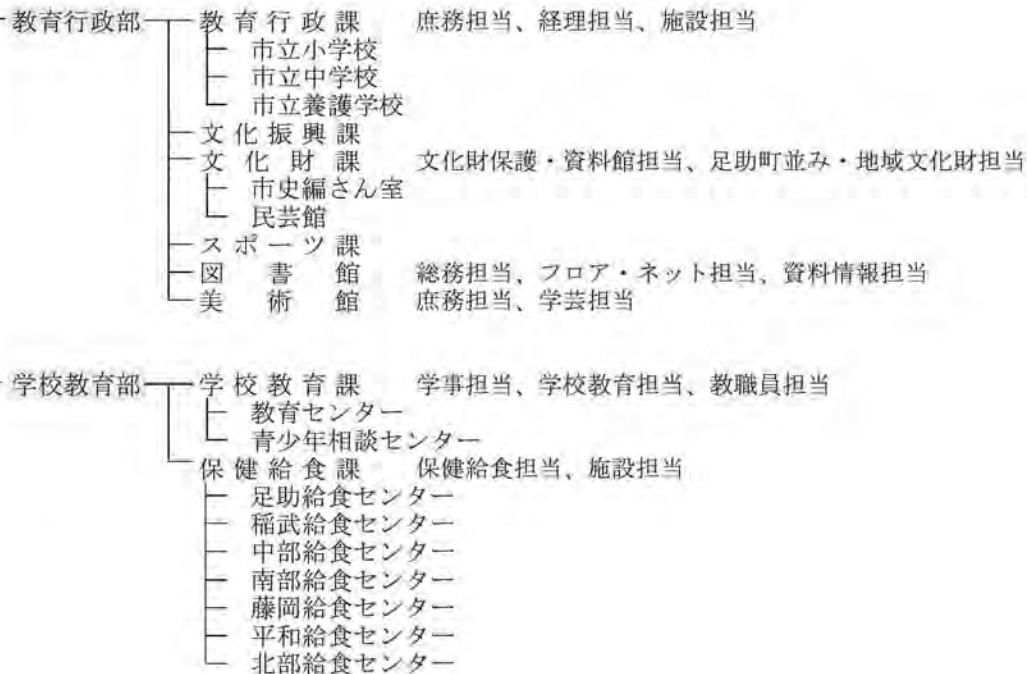 教育行政部 教育行政課 庶務担当、経理担当、施設担当
市立小学校
市立中学校
市立養護学校
文化振興課
文化財課 文化財保護・資料館担当、足助町並み・地域文化財担当
市史編さん室
民芸館
スポーツ課
図書館 総務担当、フロア・ネット担当、資料情報担当
美術館 庶務担当、学芸担当
学校教育部 学校教育課 学事担当、学校教育担当、教職員担当
教育センター
青少年相談センター
保健給食課 保健給食担当、施設担当
足助給食センター
稲武給食センター
中部給食センター
南部給食センター
藤岡給食センター
平和給食センター
北部給食センター